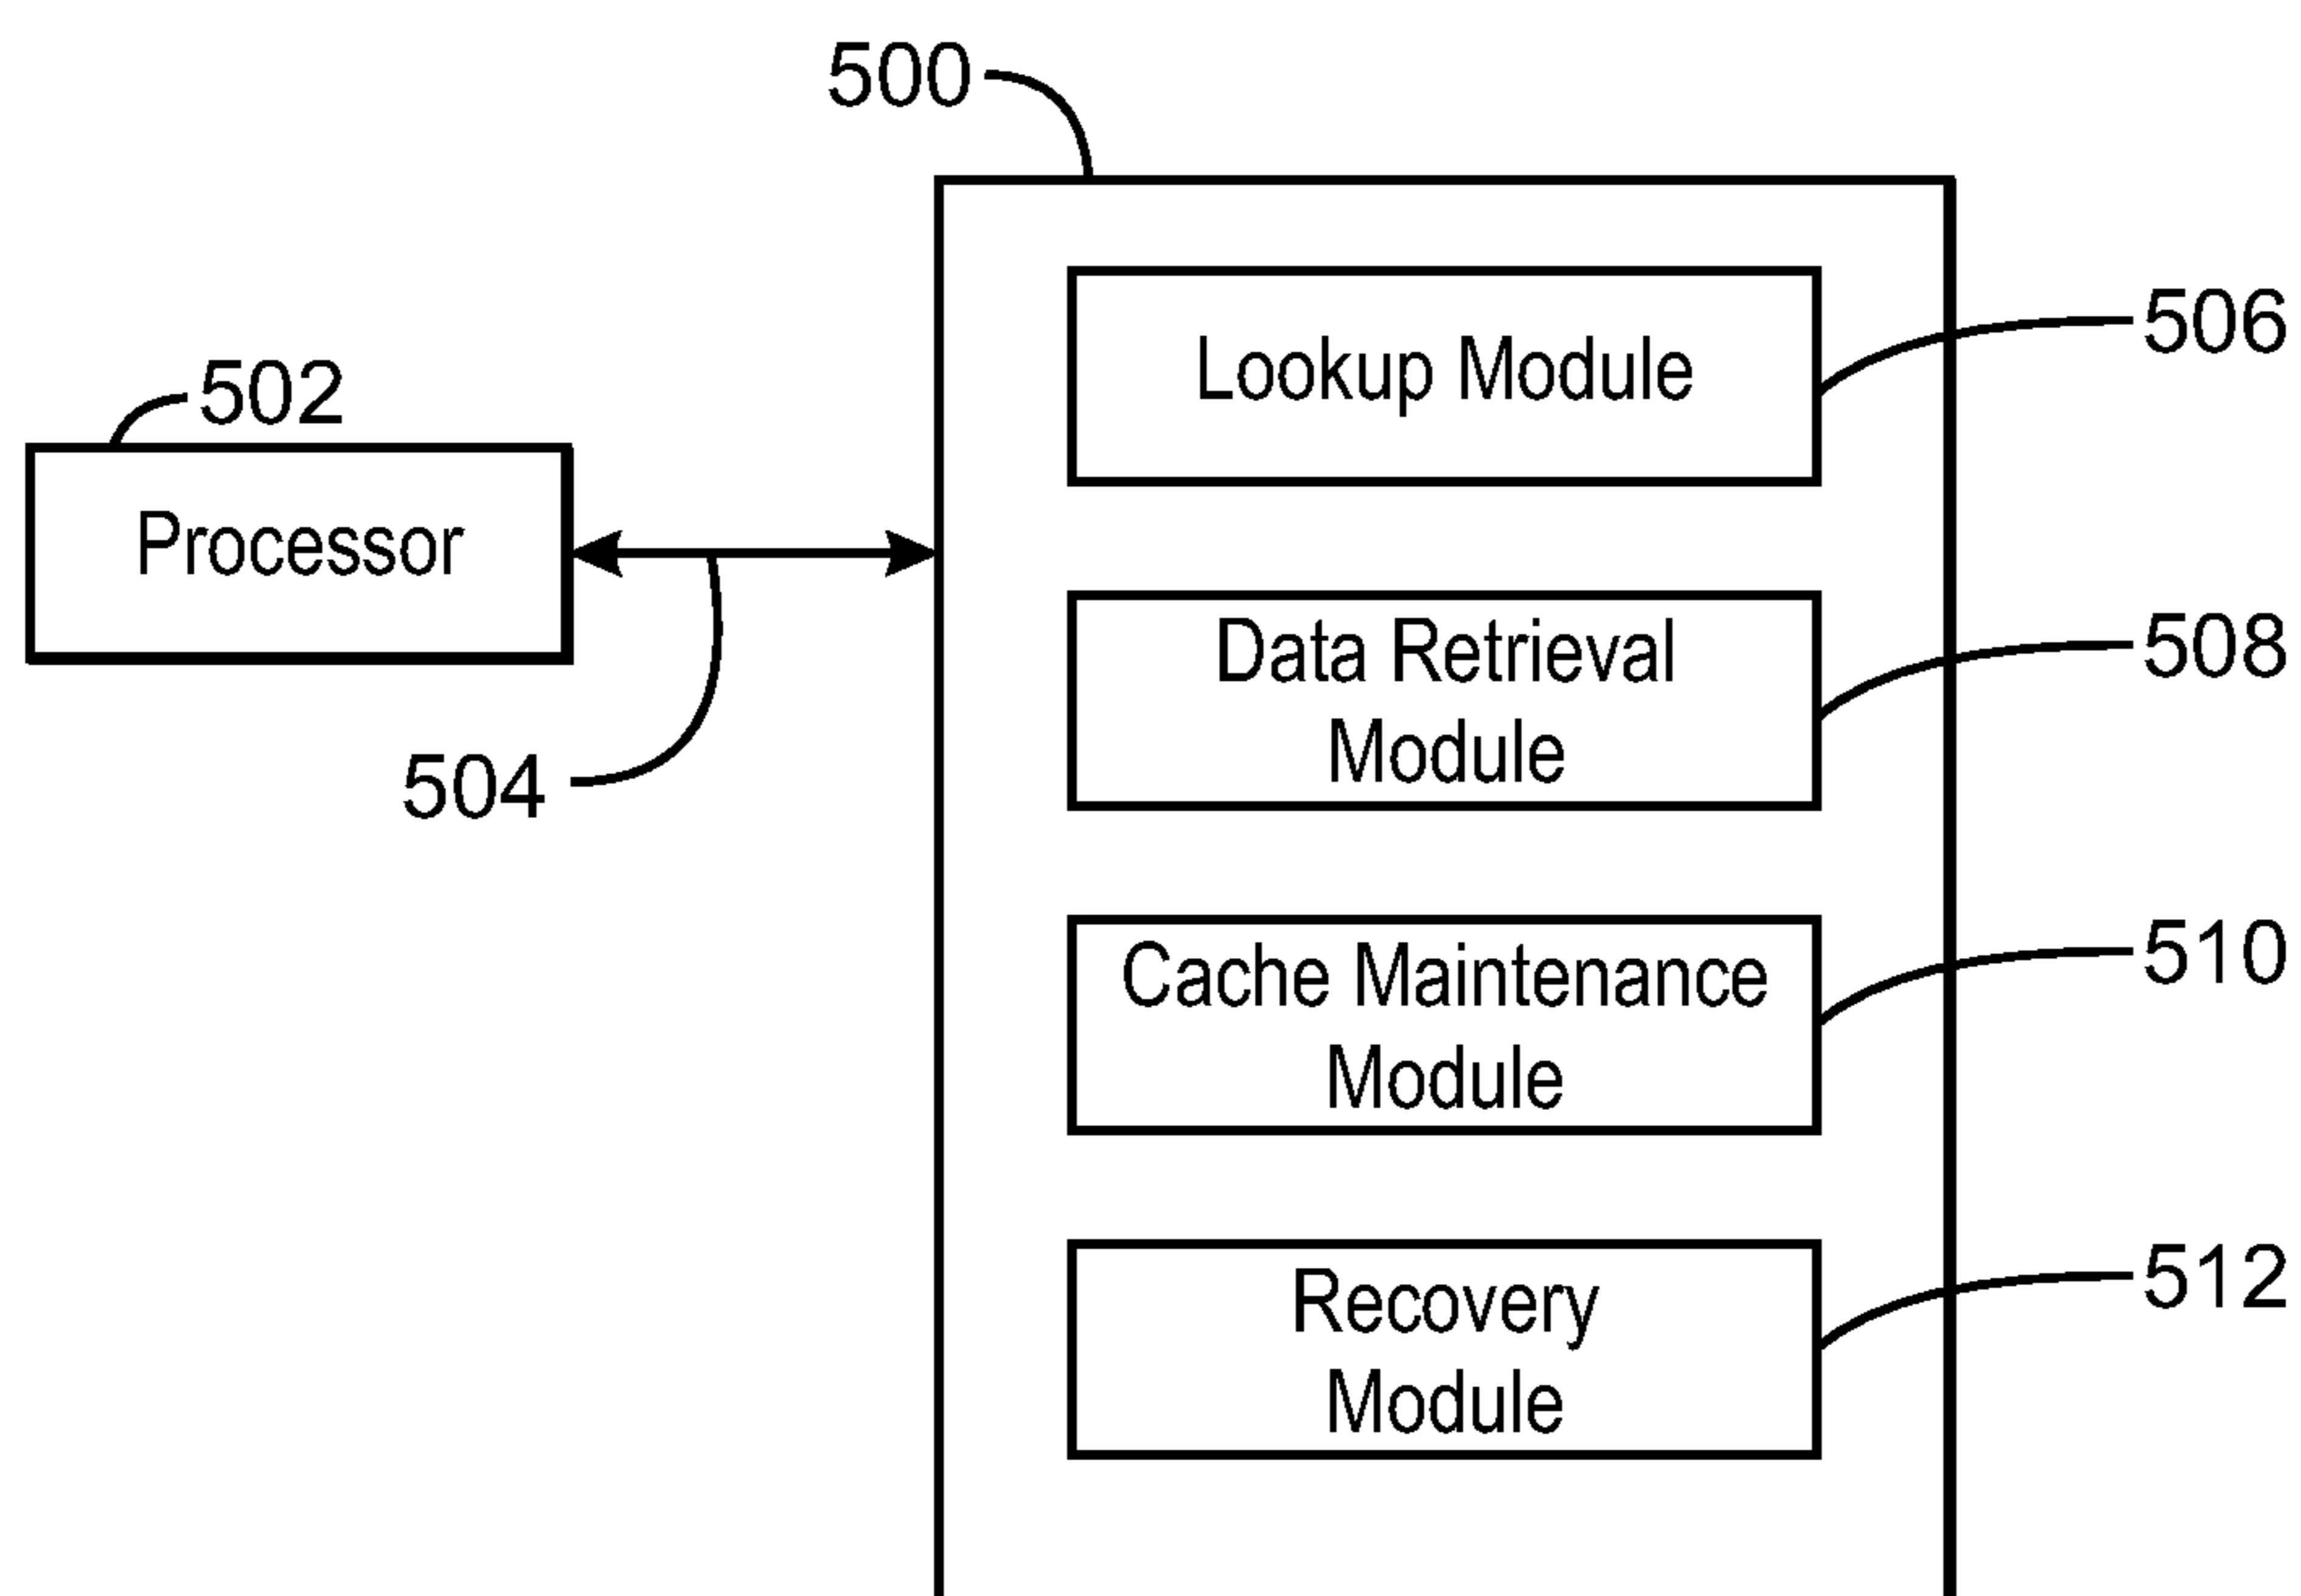 500
Lookup Module
506
502
Processor
504
Data Retrieval
Module
508
Cache Maintenance
Module
510
Recovery
Module
512